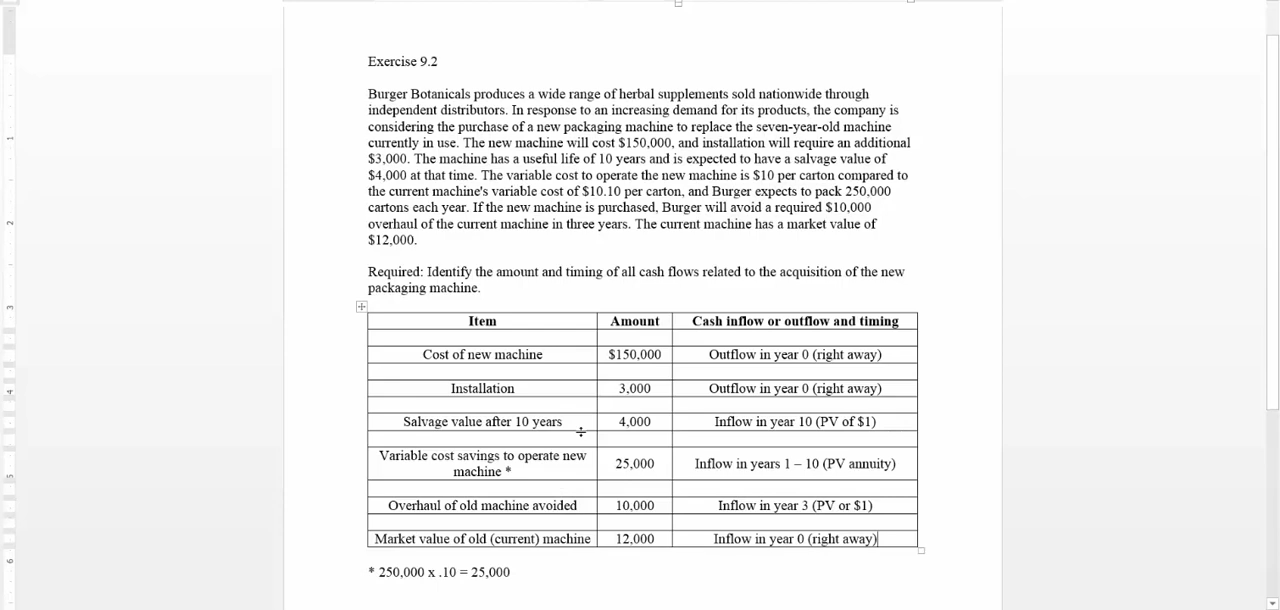 Exercise 9.2
Burger Botanicals produces a wide range of herbal supplements sold nationwide through
independent distributors. In response to an increasing demand for its products, the company is
considering the purchase of a new packaging machine to replace the seven-year-old machine
currently in use. The new machine will cost $150,000, and installation will require an additional
$3,000. The machine has a useful life of 10 years and is expected to have a salvage value of
$4,000 at that time. The variable cost to operate the new machine is $10 per carton compared to
the current machine's variable cost of $10.10 per carton, and Burger expects to pack 250,000
cartons each year. If the new machine is purchased, Burger will avoid a required $10,000
overhaul of the current machine in three years. The current machine has a market value of
$12,000.
Required: Identify the amount and timing of all cash flows related to the acquisition of the new
packaging machine.
Item Amount Cash inflow or outflow and timing
Cost of new machine $150,000 Outflow in year 0 (right away)
Installation 3,000 Outflow in year 0 (right away)
Salvage value after 10 years 4,000 Inflow in year 10 (PV of $1)
Variable cost savings to operate new
machine * 25,000 Inflow in years 1 – 10 (PV annuity)
Overhaul of old machine avoided 10,000 Inflow in year 3 (PV or $1)
Market value of old (current) machine 12,000 Inflow in year 0 (right away)
* 250,000 x .10 = 25,000
1
2
3
4
5
6